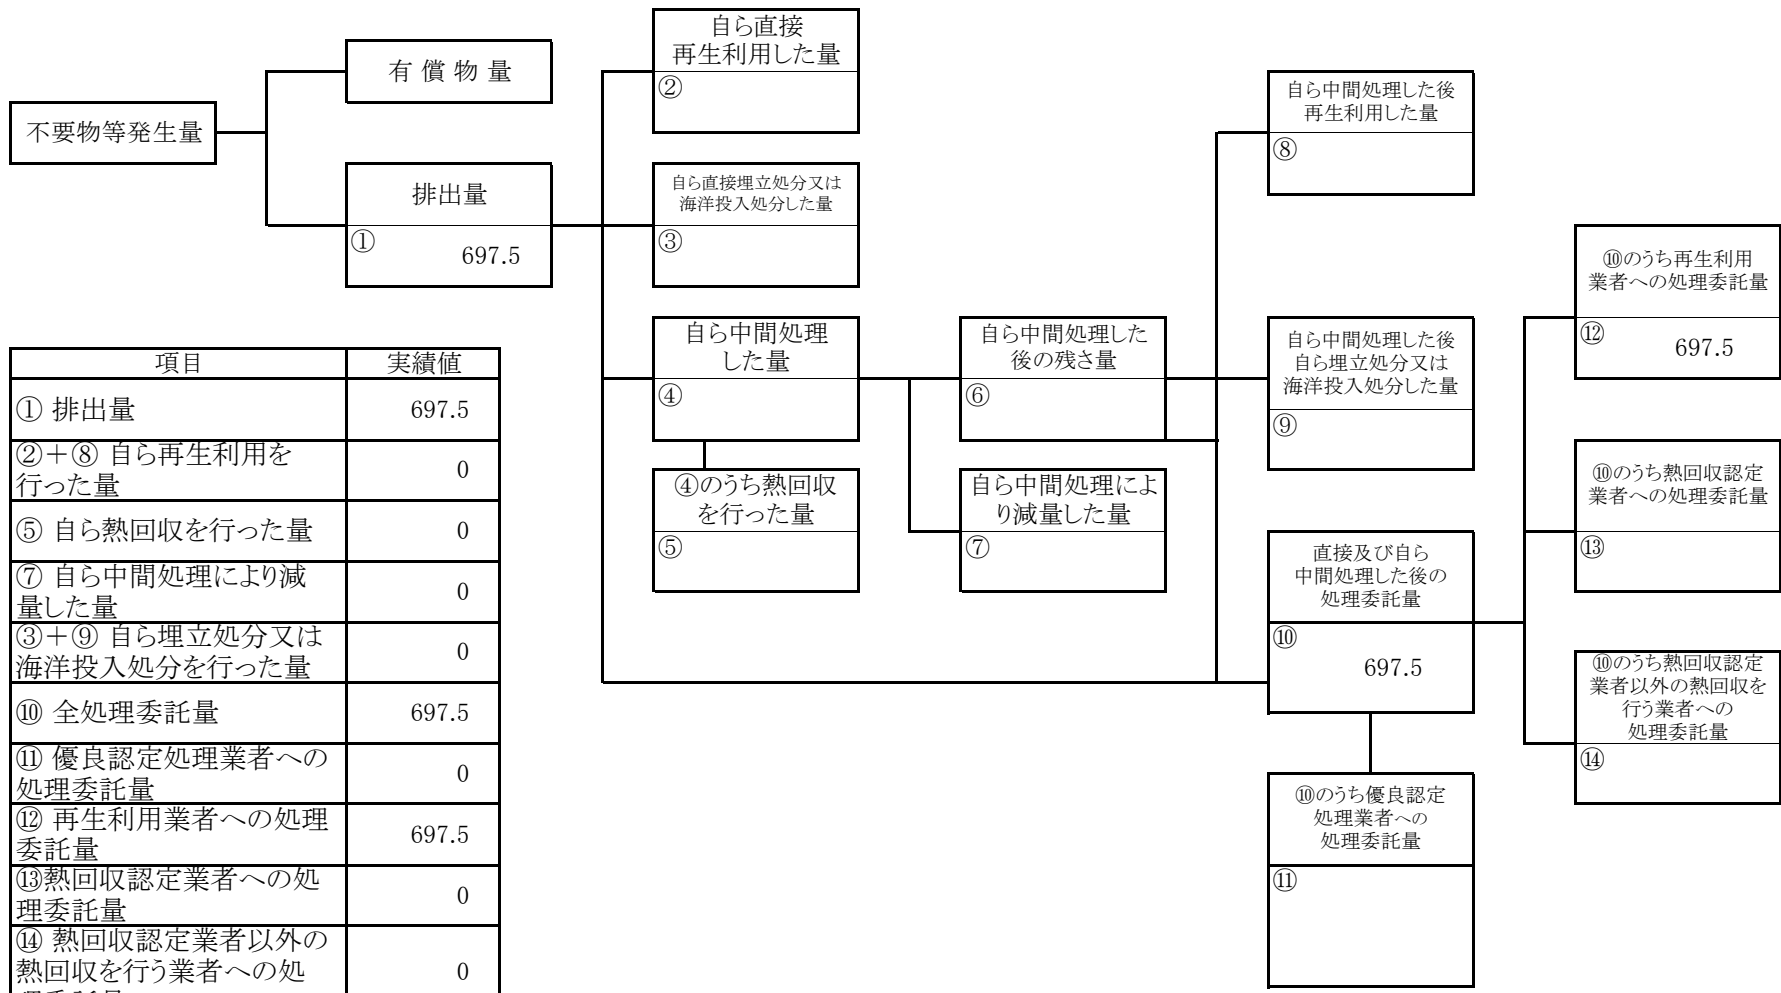 不要物等発生量
有 償 物 量
排出量
①
697.5
自ら直接
再生利用した量
②
自ら直接埋立処分又は
海洋投入処分した量
③
自ら中間処理
した量
④
④のうち熱回収
を行った量
⑤
自ら中間処理した
後の残さ量
⑥
自ら中間処理によ
り減量した量
⑦
自ら中間処理した後
再生利用した量
⑧
自ら中間処理した後
自ら埋立処分又は
海洋投入処分した量
⑨
直接及び自ら
中間処理した後の
処理委託量
⑩
697.5
⑩のうち優良認定
処理業者への
処理委託量
⑪
⑩のうち再生利用
業者への処理委託量
⑫
697.5
⑩のうち熱回収認定
業者への処理委託量
⑬
⑩のうち熱回収認定
業者以外の熱回収を
行う業者への
処理委託量
⑭
項目 実績値
① 排出量 697.5
②＋⑧ 自ら再生利用を
行った量 0
⑤ 自ら熱回収を行った量 0
⑦ 自ら中間処理により減
量した量 0
③＋⑨ 自ら埋立処分又は
海洋投入処分を行った量 0
⑩ 全処理委託量 697.5
⑪ 優良認定処理業者への
処理委託量 0
⑫ 再生利用業者への処理
委託量 697.5
⑬熱回収認定業者への処
理委託量 0
⑭ 熱回収認定業者以外の
熱回収を行う業者への処 0